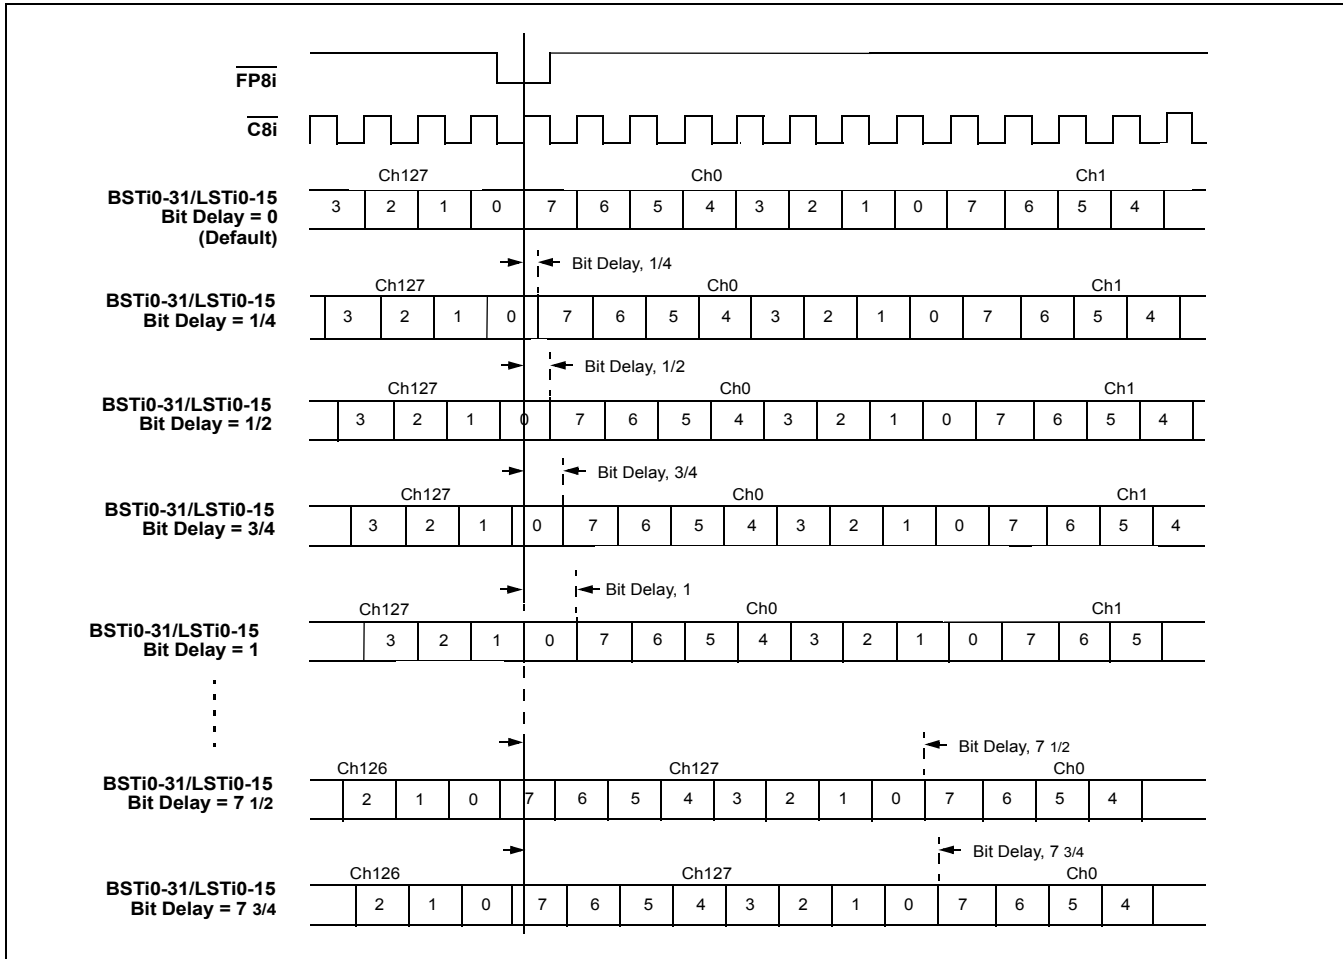 FP8i
C8i
Ch127 Ch0 Ch1
BSTi0-31/LSTi0-15
Bit Delay = 0
(Default)
3 2 1 0 7 6 5 4 3 2 1 0 7 6 5 4
Bit Delay, 1/4
Ch127 Ch0 Ch1
BSTi0-31/LSTi0-15
Bit Delay = 1/4
3 2 1 0 7 6 5 4 3 2 1 0 7 6 5 4
Bit Delay, 1/2
Ch127 Ch0 Ch1
BSTi0-31/LSTi0-15
Bit Delay = 1/2
3 2 1 0 7 6 5 4 3 2 1 0 7 6 5 4
Bit Delay, 3/4
Ch127 Ch0 Ch1
BSTi0-31/LSTi0-15
Bit Delay = 3/4
3 2 1 0 7 6 5 4 3 2 1 0 7 6 5 4
Bit Delay, 1
Ch127 Ch0 Ch1
BSTi0-31/LSTi0-15
Bit Delay = 1
3 2 1 0 7 6 5 4 3 2 1 0 7 6 5
Bit Delay, 7 1/2
Ch126 Ch127 Ch0
BSTi0-31/LSTi0-15
Bit Delay = 7 1/2
2 1 0 7 6 5 4 3 2 1 0 7 6 5 4
Bit Delay, 7 3/4
Ch126 Ch127 Ch0
BSTi0-31/LSTi0-15
Bit Delay = 7 3/4
2 1 0 7 6 5 4 3 2 1 0 7 6 5 4